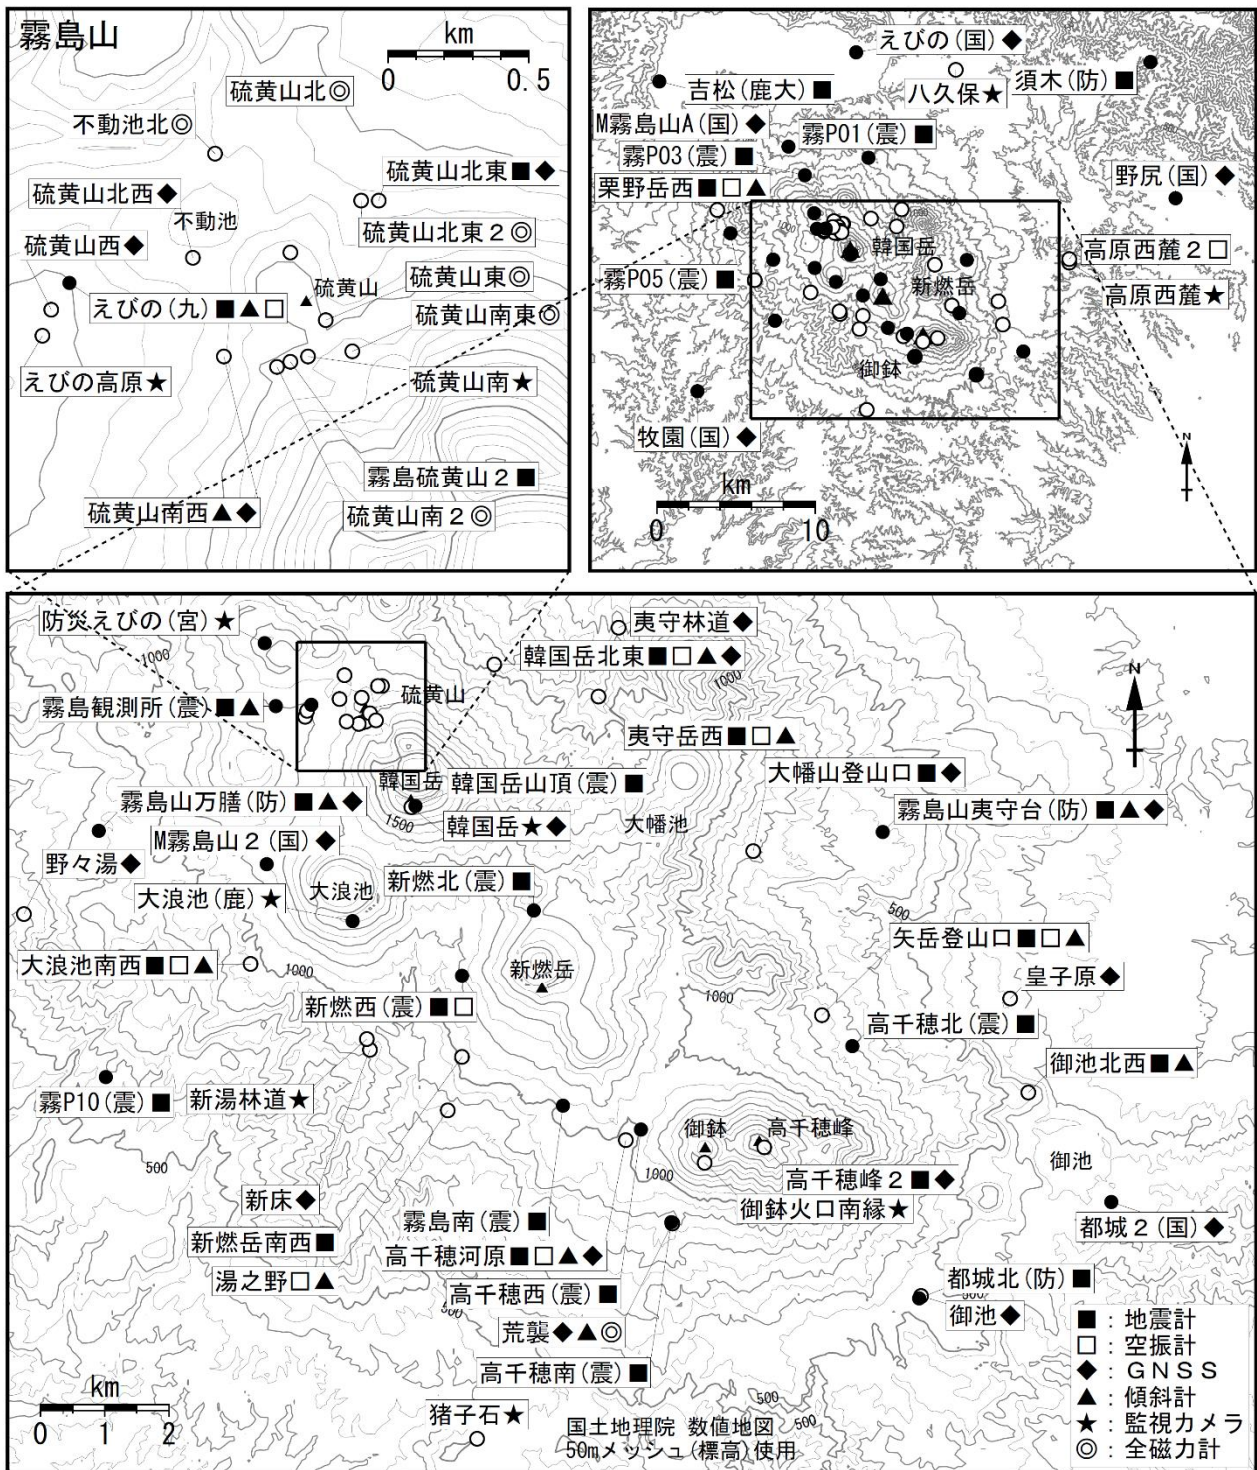 霧島山
km
0 0.5
硫黄山北◎
不動池北◎
硫黄山北東■◆
硫黄山北西◆
不動池
硫黄山北東2◎
硫黄山西◆
硫黄山東◎
硫黄山
えびの(九)■▲□
硫黄山南東◎
えびの高原★
硫黄山南★
霧島硫黄山2■
硫黄山南西▲◆
硫黄山南2◎
えびの(国)◆
吉松(鹿大)■
八久保★
須木(防)■
M霧島山A(国)◆
霧P01(震)■
霧P03(震)■
野尻(国)◆
栗野岳西■□▲
1000
1000
韓国岳
高原西麓2□
霧P05(震)■
新燃岳
高原西麓★
御鉢
牧園(国)◆
N
km
0 10
防災えびの(宮)★
夷守林道◆
1000
韓国岳北東■□▲◆
1000
N
霧島観測所(震)■▲
硫黄山
夷守岳西■□▲
大幡山登山口■◆
韓国岳
韓国岳山頂(震)■
霧島山万膳(防)■▲◆
1500
霧島山夷守台(防)■▲◆
大幡池
M霧島山2(国)◆
韓国岳★◆
野々湯◆
新燃北(震)■
大浪池
大浪池(鹿)★
500
矢岳登山口■□▲
大浪池南西■□▲
1000
新燃岳
皇子原◆
新燃西(震)■□
1000
高千穂北(震)■
御池北西■▲
霧P10(震)■
新湯林道★
御鉢
高千穂峰
500
1000
御池
高千穂峰2■◆
新床◆
御鉢火口南縁★
霧島南(震)■
都城2(国)◆
新燃岳南西■
高千穂河原■□▲◆
湯之野□▲
高千穂西(震)■
都城北(防)■
500
荒襲◆▲◎
御池◆
高千穂南(震)■
km
0 1 2
500
猪子石★
500
国土地理院 数値地図
50mメッシュ(標高)使用
■:地震計
□:空振計
◆:GNSS
▲:傾斜計
★:監視カメラ
◎:全磁力計